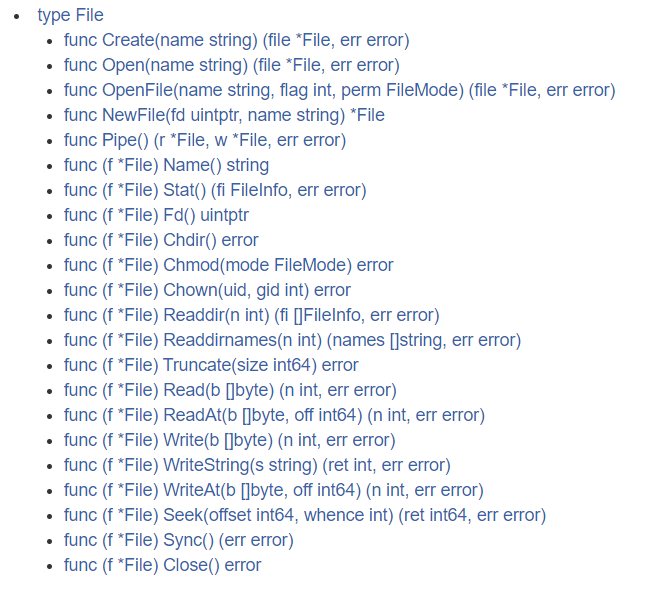 type File
func Create(name string) (file *File, err error)
func Open(name string) (file *File, err error)
func OpenFile(name string, flag int, perm FileMode) (file *File, err error)
func NewFile(fd uintptr, name string) *File
func Pipe() (r *File, w *File, err error)
func (f *File) Name() string
func (f *File) Stat() (fi FileInfo, err error)
func (f *File) Fd() uintptr
func (f *File) Chdir() error
func (f *File) Chmod(mode FileMode) error
func (f *File) Chown(uid, gid int) error
func (f *File) Readdir(n int) (fi []FileInfo, err error)
func (f *File) Readdirnames(n int) (names []string, err error)
func (f *File) Truncate(size int64) error
func (f *File) Read(b []byte) (n int, err error)
func (f *File) ReadAt(b []byte, off int64) (n int, err error)
func (f *File) Write(b []byte) (n int, err error)
func (f *File) WriteString(s string) (ret int, err error)
func (f *File) WriteAt(b []byte, off int64) (n int, err error)
func (f *File) Seek(offset int64, whence int) (ret int64, err error)
func (f *File) Sync() (err error)
func (f *File) Close() error